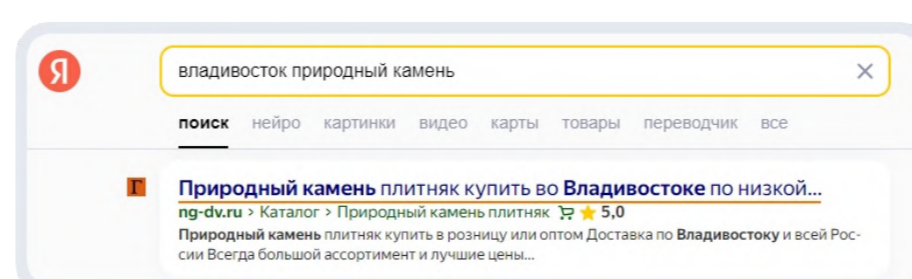 Я
владивосток природный камень
поиск нейро картинки видео карты товары переводчик все
Г
Природный камень плитняк купить во Владивостоке по низкой...
ng-dv.ru > Каталог > Природный камень плитняк 5,0
Природный камень плитняк купить в розницу или оптом Доставка по Владивостоку и всей Рос-
сии Всегда большой ассортимент и лучшие цены...